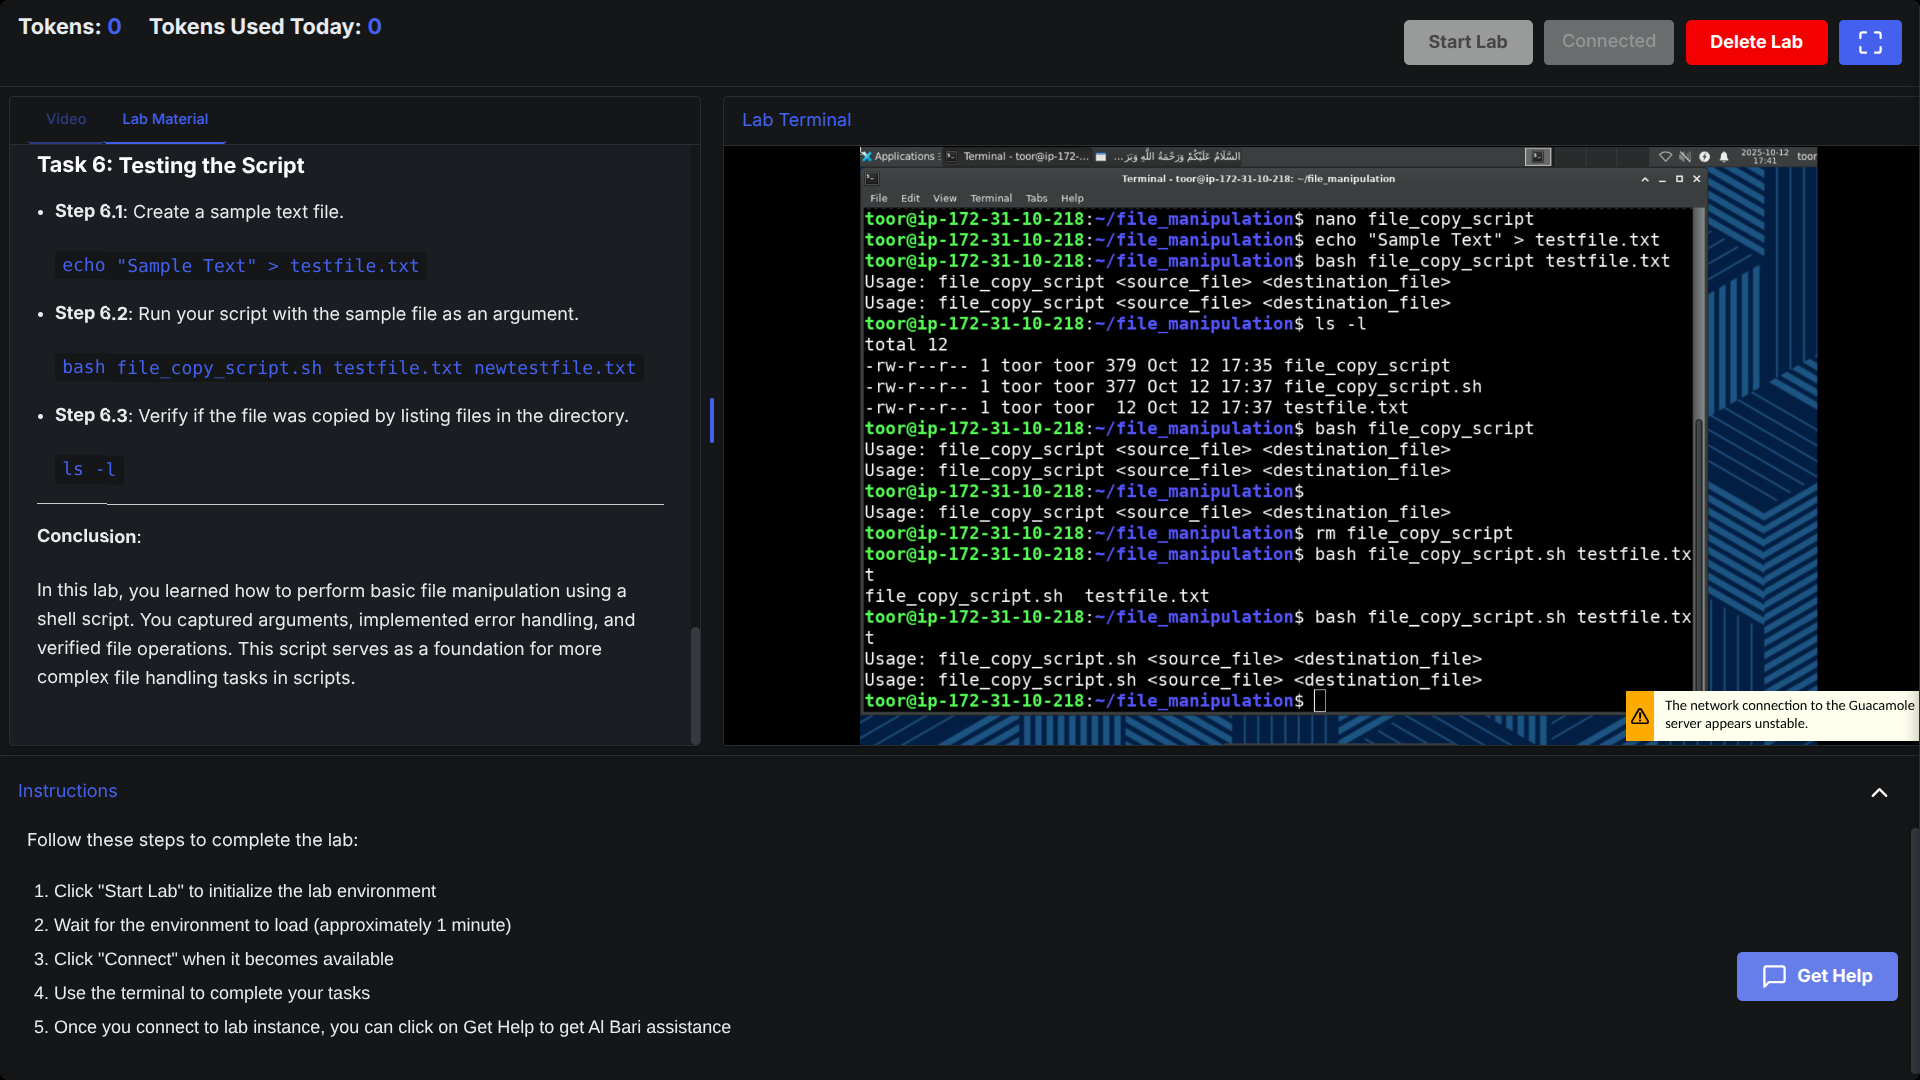 Tokens: 0 Tokens Used Today: 0
Start Lab
Connected
Delete Lab
Video
Lab Material
Task 6: Testing the Script
• Step 6.1: Create a sample text file.
echo "Sample Text" > testfile.txt
• Step 6.2: Run your script with the sample file as an argument.
bash file_copy_script.sh testfile.txt newtestfile.txt
• Step 6.3: Verify if the file was copied by listing files in the directory.
ls -l
Conclusion:
In this lab, you learned how to perform basic file manipulation using a
shell script. You captured arguments, implemented error handling, and
verified file operations. This script serves as a foundation for more
complex file handling tasks in scripts.
Lab Terminal
Applications
Terminal - toor@ip-172-...
السَّلَامُ عَلَيْكُمْ وَرَحْمَةُ اللَّهِ وَبَرَ...
2025-10-12
17:41
toor
Terminal - toor@ip-172-31-10-218: ~/file_manipulation
File Edit View Terminal Tabs Help
toor@ip-172-31-10-218:~/file_manipulation$ nano file_copy_script
toor@ip-172-31-10-218:~/file_manipulation$ echo "Sample Text" > testfile.txt
toor@ip-172-31-10-218:~/file_manipulation$ bash file_copy_script testfile.txt
Usage: file_copy_script <source_file> <destination_file>
Usage: file_copy_script <source_file> <destination_file>
toor@ip-172-31-10-218:~/file_manipulation$ ls -l
total 12
-rw-r--r-- 1 toor toor 379 Oct 12 17:35 file_copy_script
-rw-r--r-- 1 toor toor 377 Oct 12 17:37 file_copy_script.sh
-rw-r--r-- 1 toor toor  12 Oct 12 17:37 testfile.txt
toor@ip-172-31-10-218:~/file_manipulation$ bash file_copy_script
Usage: file_copy_script <source_file> <destination_file>
Usage: file_copy_script <source_file> <destination_file>
toor@ip-172-31-10-218:~/file_manipulation$
Usage: file_copy_script <source_file> <destination_file>
toor@ip-172-31-10-218:~/file_manipulation$ rm file_copy_script
toor@ip-172-31-10-218:~/file_manipulation$ bash file_copy_script.sh testfile.tx
t
file_copy_script.sh  testfile.txt
toor@ip-172-31-10-218:~/file_manipulation$ bash file_copy_script.sh testfile.tx
t
Usage: file_copy_script.sh <source_file> <destination_file>
Usage: file_copy_script.sh <source_file> <destination_file>
toor@ip-172-31-10-218:~/file_manipulation$
The network connection to the Guacamole
server appears unstable.
Instructions
Follow these steps to complete the lab:
1. Click "Start Lab" to initialize the lab environment
2. Wait for the environment to load (approximately 1 minute)
3. Click "Connect" when it becomes available
4. Use the terminal to complete your tasks
5. Once you connect to lab instance, you can click on Get Help to get Al Bari assistance
Get Help